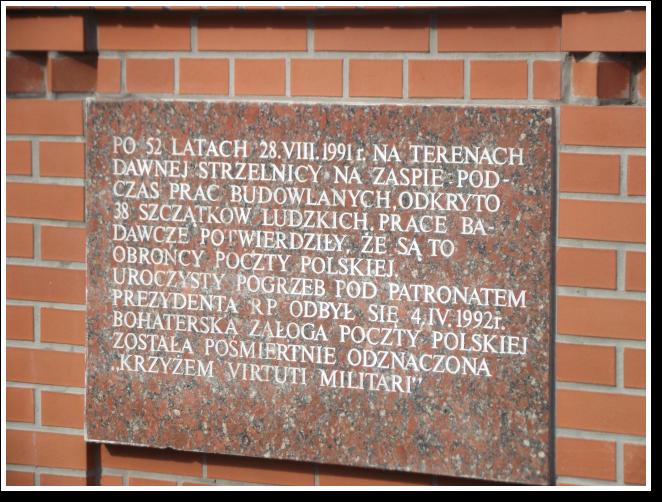 PO 52 LATACH 28.VIII.1991 r. NA TERENACH
DAWNEJ STRZELNICY NA ZASPIE POD-
CZAS PRAC BUDOWLANYCH, ODKRYTO
38 SZCZĄTKÓW LUDZKICH. PRACE BA-
DAWCZE POTWIERDZIŁY, ŻE SĄ TO
OBROŃCY POCZTY POLSKIEJ.
UROCZYSTY POGRZEB POD PATRONATEM
PREZYDENTA RP ODBYŁ SIĘ 4.IV.1992r.
BOHATERSKA ZAŁOGA POCZTY POLSKIEJ
ZOSTAŁA POŚMIERTNIE ODZNACZONA
„KRZYŻEM VIRTUTI MILITARI”